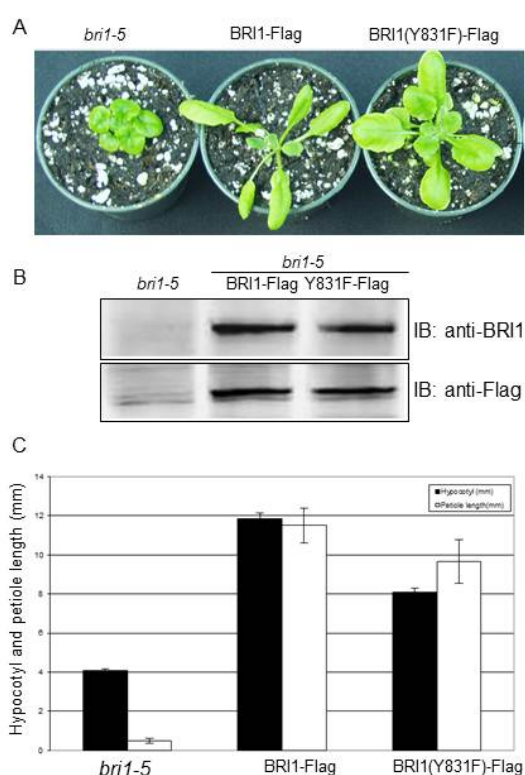 A
bri1-5 BRI1-Flag BRI1(Y831F)-Flag
B
bri1-5
bri1-5 BRI1-Flag Y831F-Flag
IB: anti-BRI1
IB: anti-Flag
C
Hypocotyl and petiole length (mm)
14
12
10
8
6
4
2
0
Hypocotyl (mm)
Petiole length(mm)
bri1-5 BRI1-Flag BRI1(Y831F)-Flag